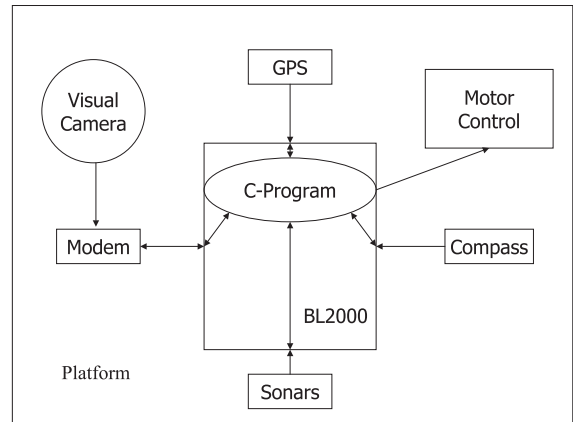 GPS
Visual
Camera
Motor
Control
C-Program
Modem
Compass
BL2000
Platform
Sonars